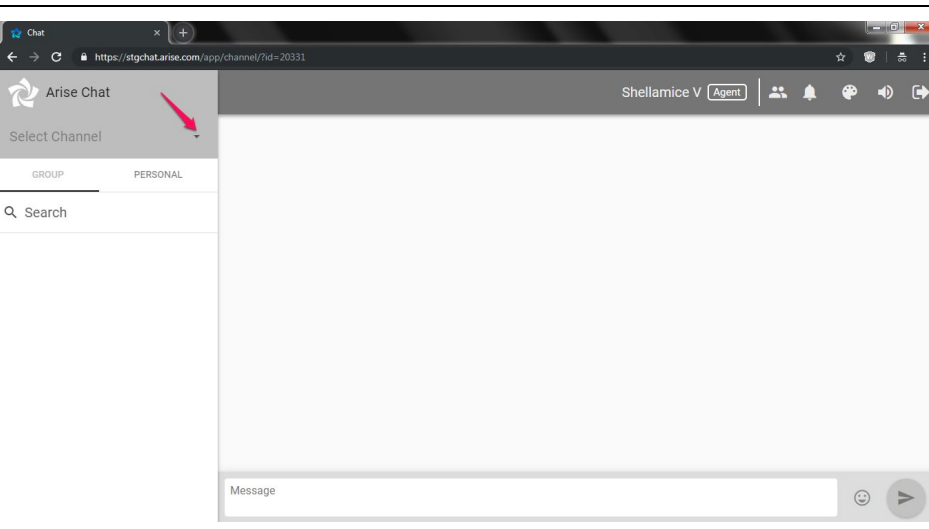 Chat
https://stgchat.arise.com/app/channel/?id=20331
Arise Chat
Shellamice V Agent
Select Channel
GROUP PERSONAL
Search
Message